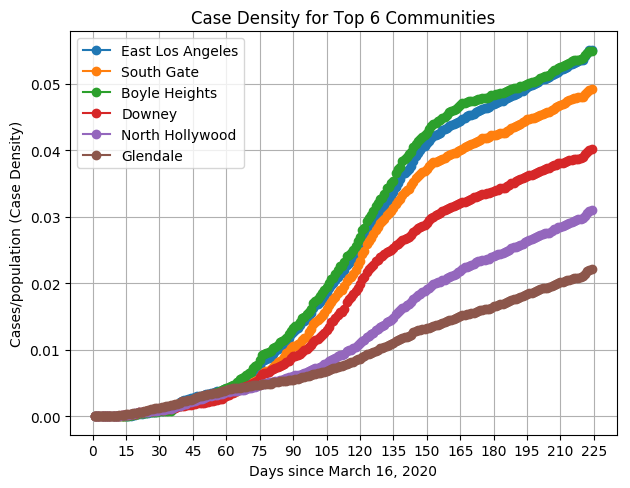 Case Density for Top 6 Communities
East Los Angeles
South Gate
Boyle Heights
Downey
North Hollywood
Glendale
Cases/population (Case Density)
0.05
0.04
0.03
0.02
0.01
0.00
0 15 30 45 60 75 90 105 120 135 150 165 180 195 210 225
Days since March 16, 2020